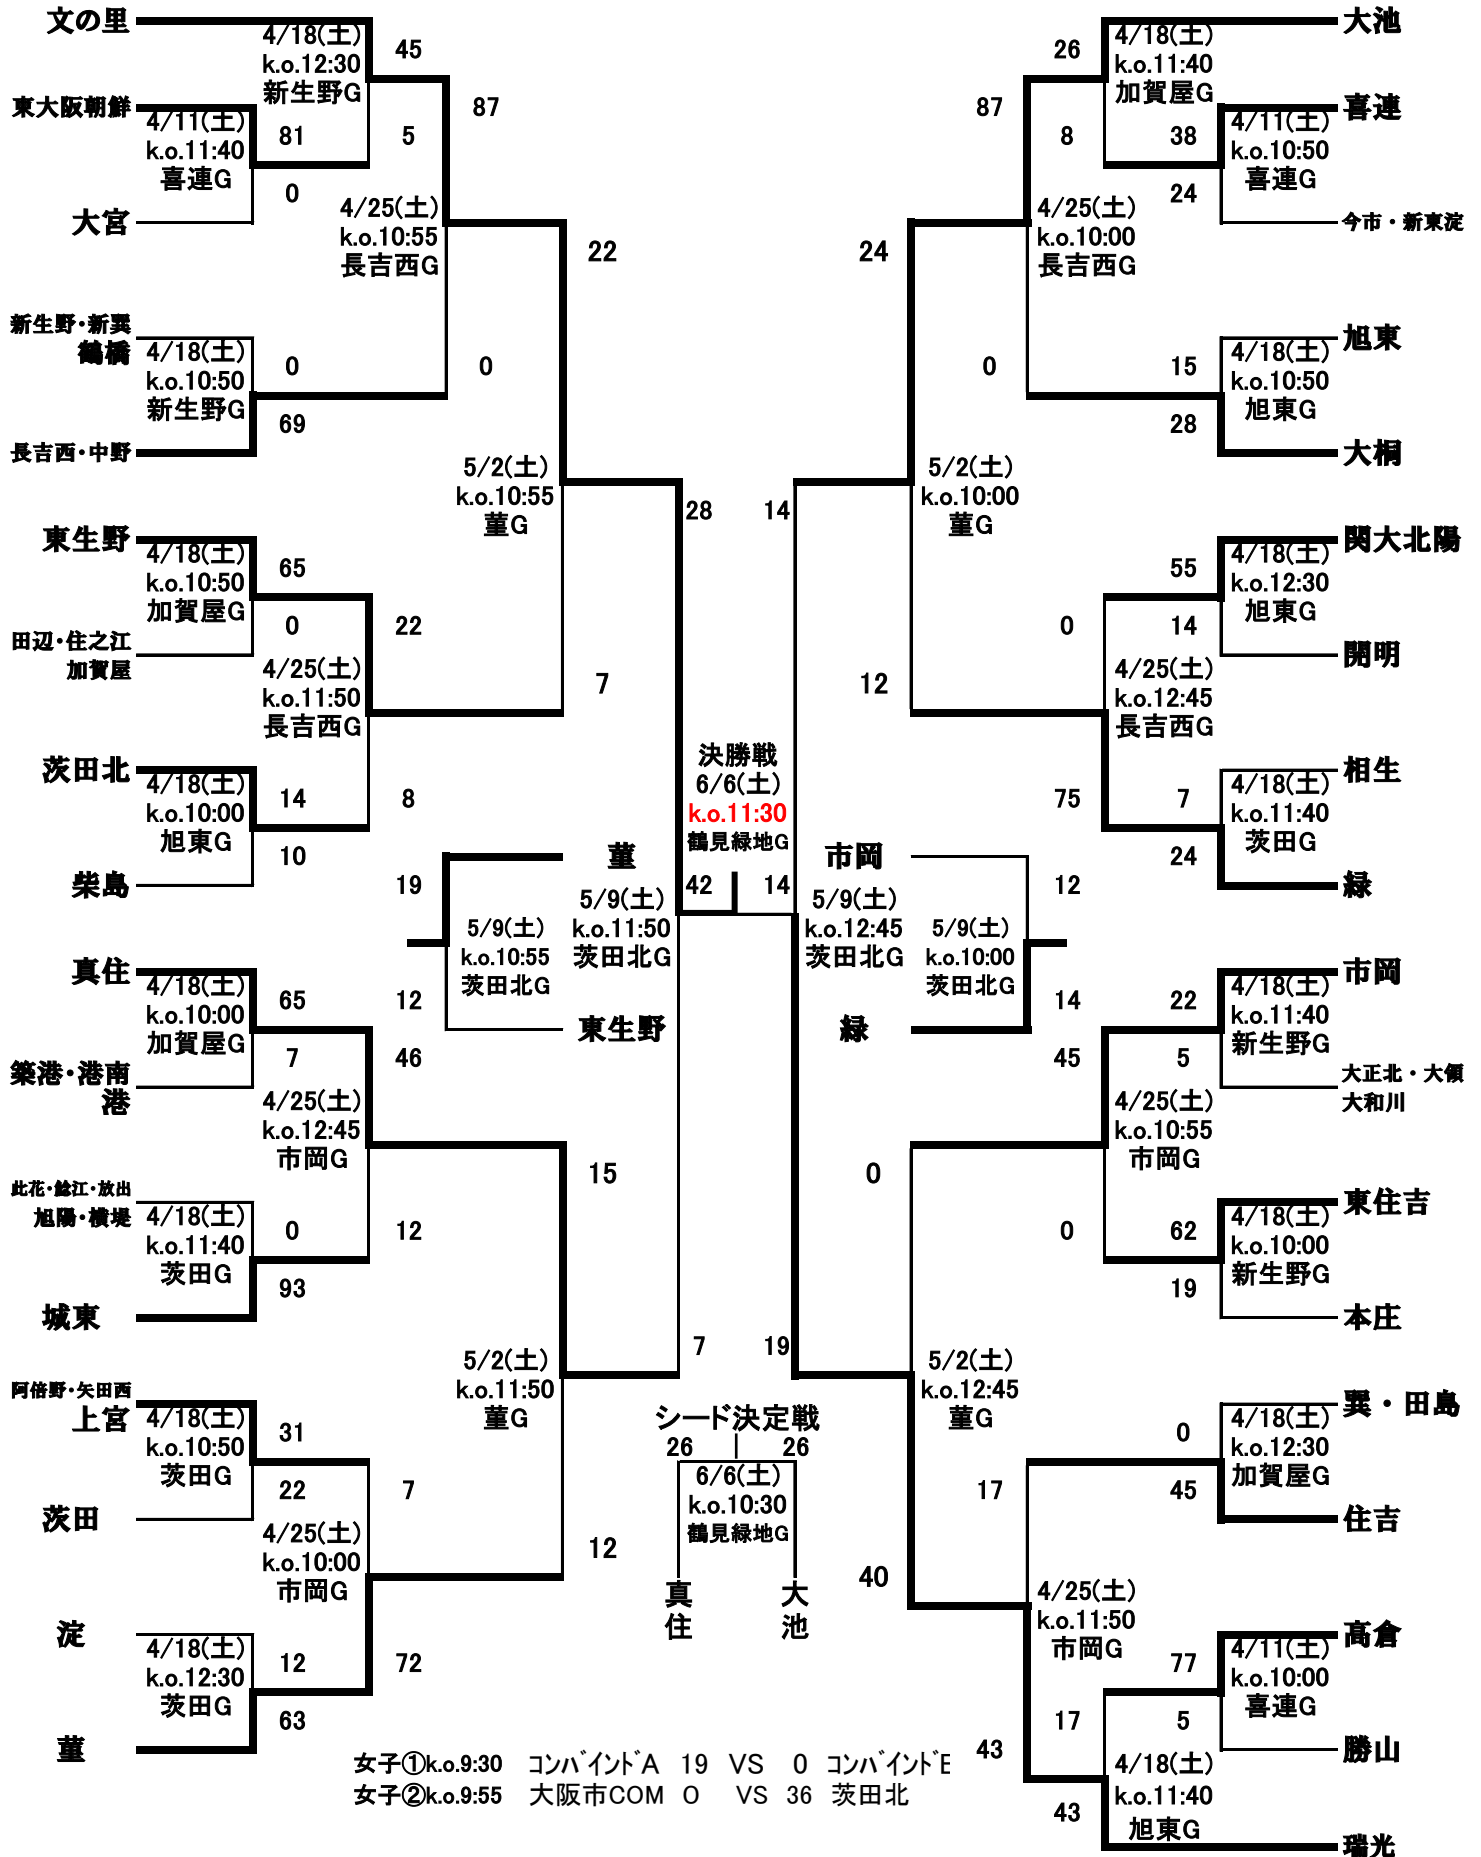 文の里
4/18(土)
k.o.12:30
新生野G
45
87
東大阪朝鮮
4/11(土)
k.o.11:40
喜連G
81
5
0
大宮
4/25(土)
k.o.10:55
長吉西G
22
新生野・新巽
鶴橋
4/18(土)
k.o.10:50
新生野G
0
0
69
長吉西・中野
5/2(土)
k.o.10:55
菫G
28
東生野
4/18(土)
k.o.10:50
加賀屋G
65
0
22
田辺・住之江
加賀屋
4/25(土)
k.o.11:50
長吉西G
7
茨田北
4/18(土)
k.o.10:00
旭東G
14
8
10
柴島
19
菫
5/9(土)
k.o.10:55
茨田北G
5/9(土)
k.o.11:50
茨田北G
東生野
真住
4/18(土)
k.o.10:00
加賀屋G
65
12
7
46
築港・港南
港
4/25(土)
k.o.12:45
市岡G
15
此花・鯰江・放出
旭陽・横堤
4/18(土)
k.o.11:40
茨田G
0
12
93
城東
5/2(土)
k.o.11:50
菫G
7
阿倍野・矢田西
上宮
4/18(土)
k.o.10:50
茨田G
31
22
7
茨田
4/25(土)
k.o.10:00
市岡G
12
淀
4/18(土)
k.o.12:30
茨田G
12
72
63
菫
決勝戦
6/6(土)
k.o.11:30
鶴見緑地G
42
14
シード決定戦
26
26
6/6(土)
k.o.10:30
鶴見緑地G
真住
大池
大池
4/18(土)
k.o.11:40
加賀屋G
26
87
喜連
4/11(土)
k.o.10:50
喜連G
38
8
24
今市・新東淀
4/25(土)
k.o.10:00
長吉西G
24
旭東
4/18(土)
k.o.10:50
旭東G
15
0
28
大桐
5/2(土)
k.o.10:00
菫G
14
関大北陽
4/18(土)
k.o.12:30
旭東G
55
14
0
開明
4/25(土)
k.o.12:45
長吉西G
12
相生
4/18(土)
k.o.11:40
茨田G
7
75
24
緑
市岡
12
5/9(土)
k.o.12:45
茨田北G
5/9(土)
k.o.10:00
茨田北G
緑
14
市岡
4/18(土)
k.o.11:40
新生野G
22
5
45
大正北・大領
大和川
4/25(土)
k.o.10:55
市岡G
0
東住吉
4/18(土)
k.o.10:00
新生野G
62
0
19
本庄
5/2(土)
k.o.12:45
菫G
19
巽・田島
4/18(土)
k.o.12:30
加賀屋G
0
17
45
住吉
4/25(土)
k.o.11:50
市岡G
40
高倉
4/11(土)
k.o.10:00
喜連G
77
17
5
勝山
43
4/18(土)
k.o.11:40
旭東G
43
瑞光
女子①k.o.9:30 コンバインドA 19 VS 0 コンバインドE
女子②k.o.9:55 大阪市COM 0 VS 36 茨田北